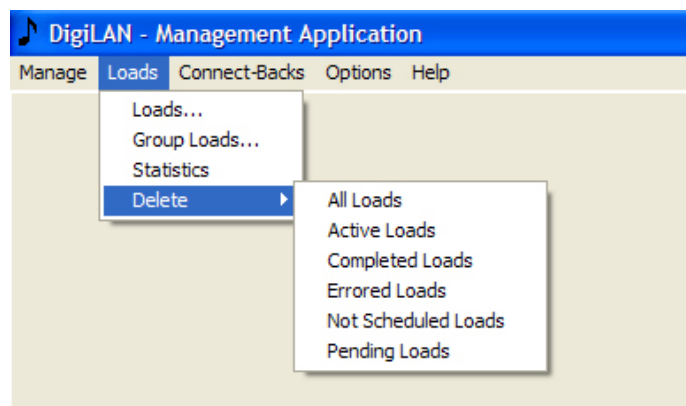 DigiLAN - Management Application
Manage Loads Connect-Backs Options Help
Loads...
Group Loads...
Statistics
Delete
All Loads
Active Loads
Completed Loads
Errored Loads
Not Scheduled Loads
Pending Loads